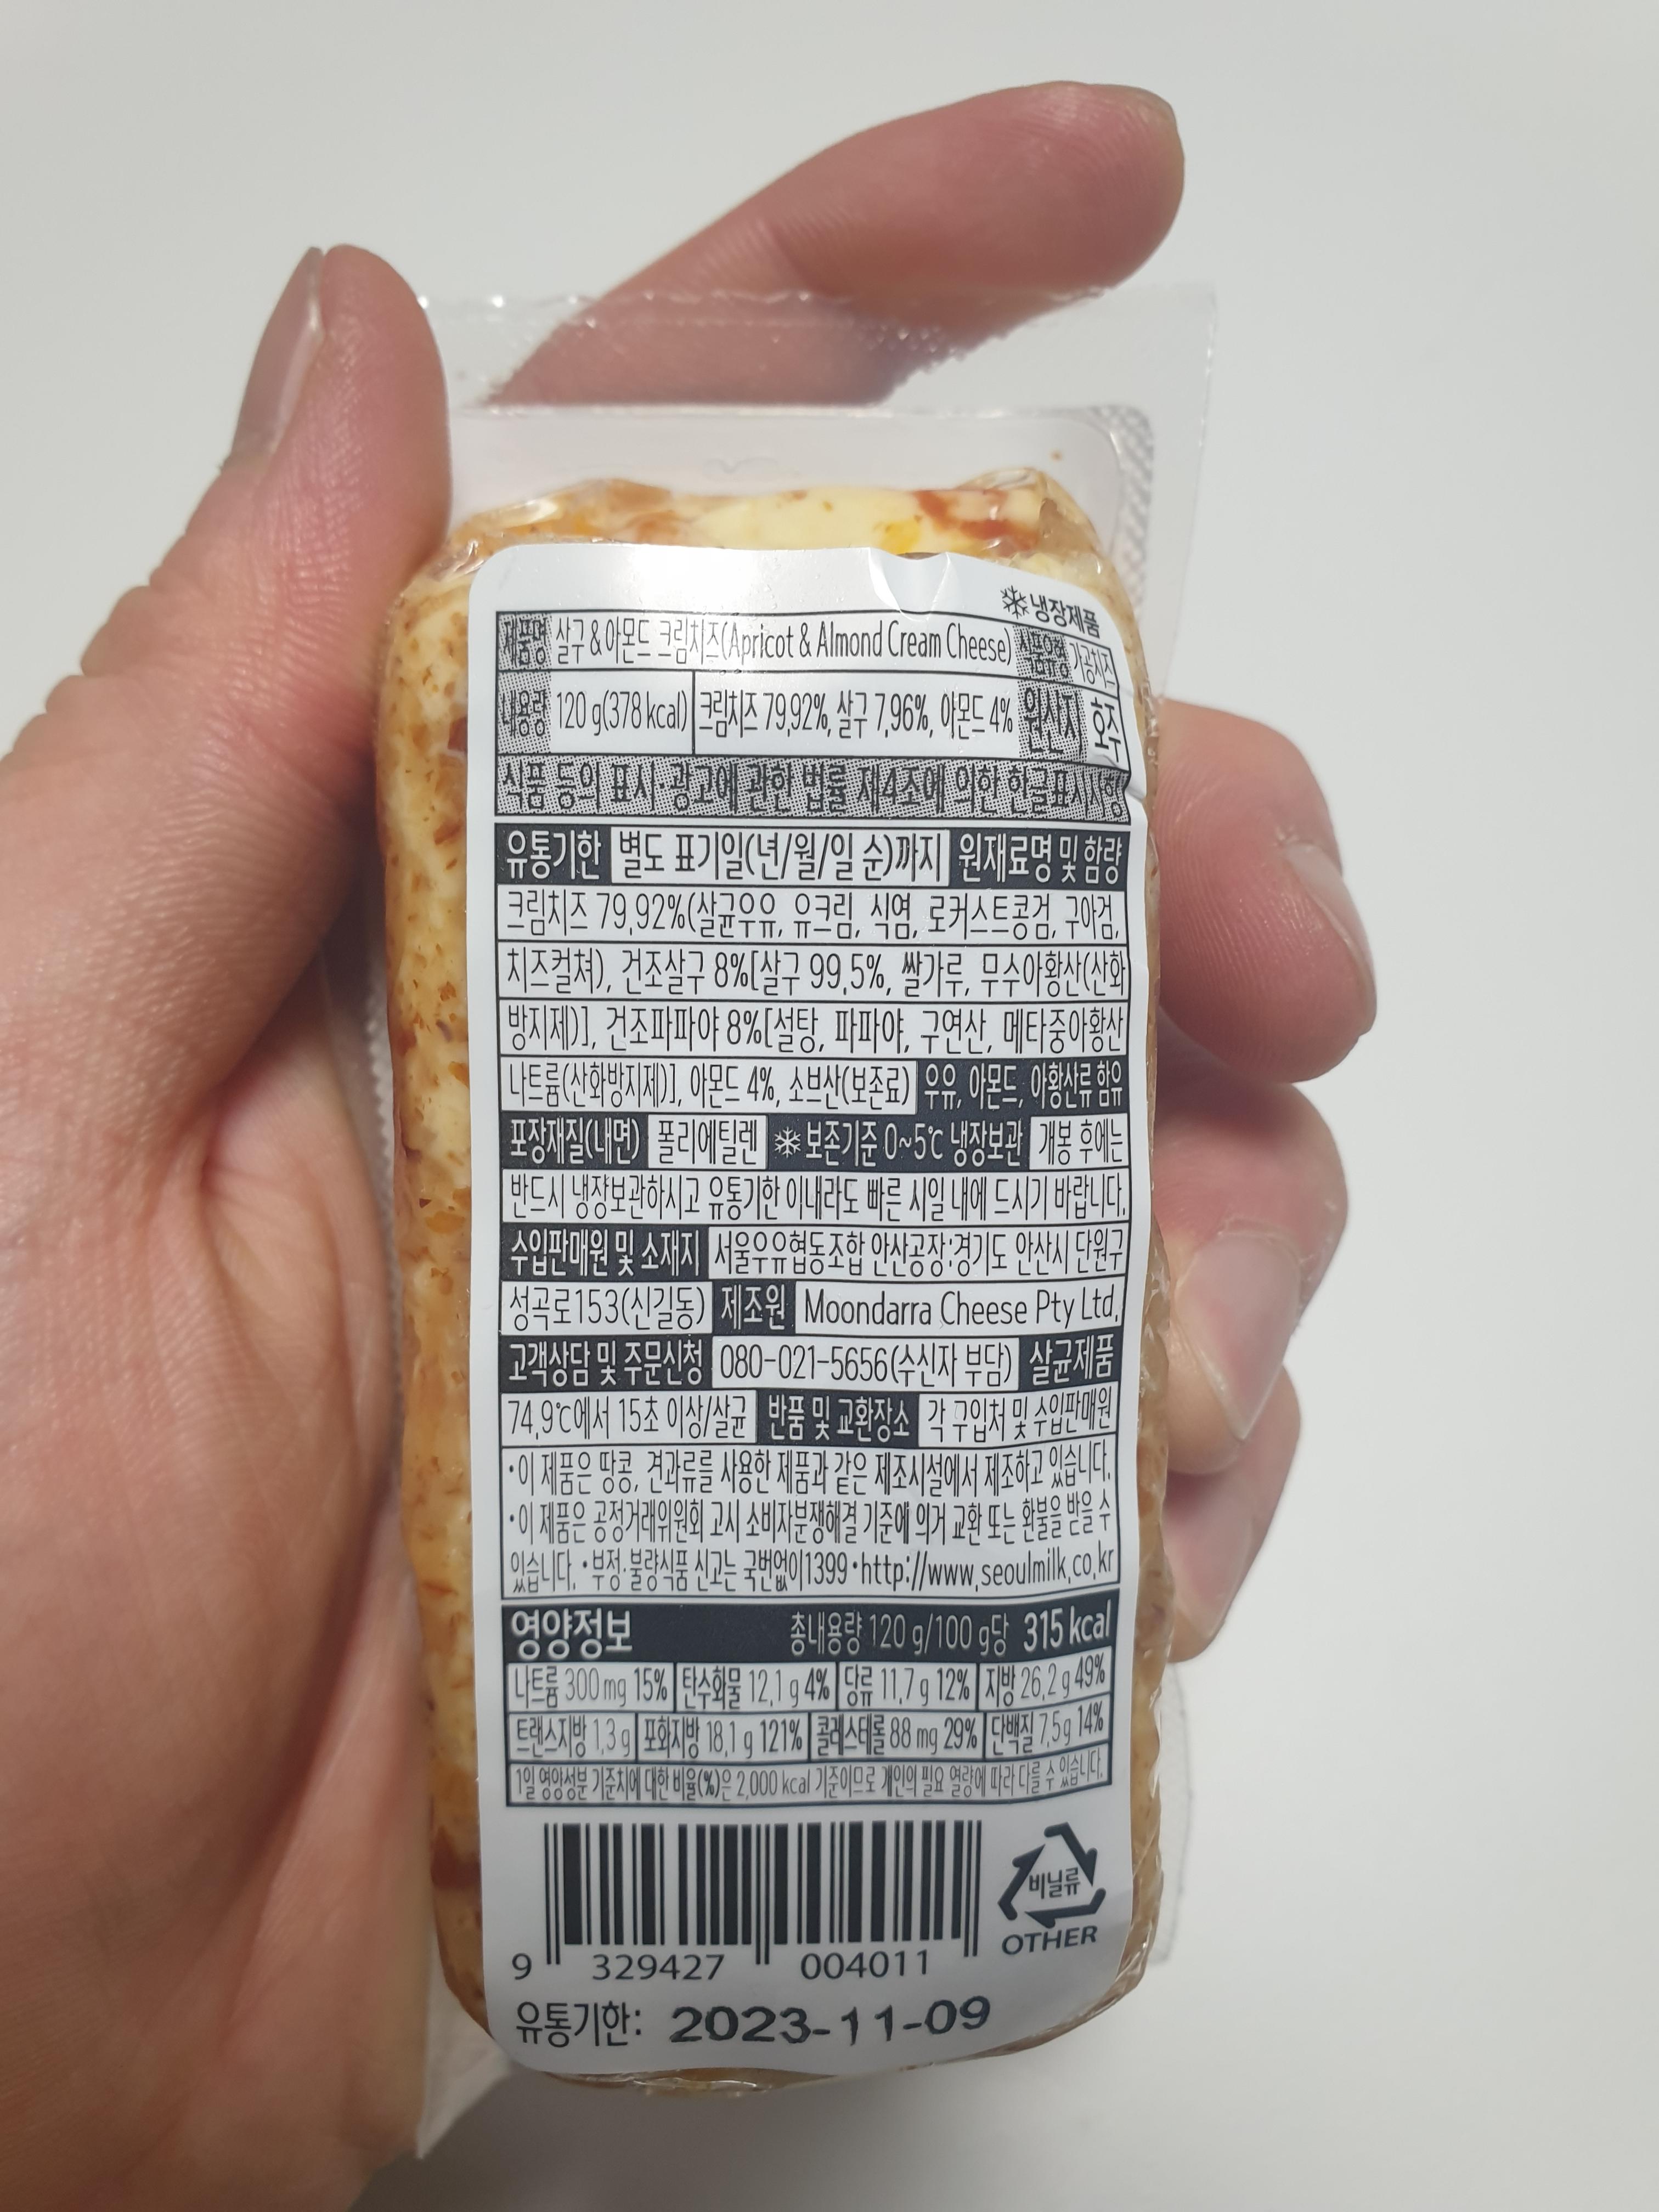 ❄냉장제품
제품명 살구&아몬드 크림치즈(Apricot & Almond Cream Cheese) 식품유형 가공치즈
내용량 120 g(378 kcal) 크림치즈 79.92%, 살구 7.96%, 아몬드 4% 원산지 호주
식품 등의 표시·광고에 관한 법률 제4조에 의한 한글표시사항
유통기한 별도 표기일(년/월/일 순)까지 원재료명 및 함량
크림치즈 79.92%(살균우유, 유크림, 식염, 로커스트콩검, 구아검,
치즈컬쳐), 건조살구 8%[살구 99.5%, 쌀가루, 무수아황산(산화
방지제)], 건조파파야 8%[설탕, 파파야, 구연산, 메타중아황산
나트륨(산화방지제)], 아몬드 4%, 소브산(보존료) 우유, 아몬드, 아황산류 함유
포장재질(내면) 폴리에틸렌 ❄보존기준 0~5℃ 냉장보관 개봉 후에는
반드시 냉장보관하시고 유통기한 이내라도 빠른 시일 내에 드시기 바랍니다.
수입판매원 및 소재지 서울우유협동조합 안산공장:경기도 안산시 단원구
성곡로153(신길동) 제조원 Moondarra Cheese Pty Ltd.
고객상담 및 주문신청 080-021-5656(수신자 부담) 살균제품
74.9℃에서 15초 이상/살균 반품 및 교환장소 각 구입처 및 수입판매원
·이 제품은 땅콩, 견과류를 사용한 제품과 같은 제조시설에서 제조하고 있습니다.
·이 제품은 공정거래위원회 고시 소비자분쟁해결 기준에 의거 교환 또는 환불을 받을 수
있습니다. ·부정·불량식품 신고는 국번없이1399 ·http://www.seoulmilk.co.kr
영양정보 총내용량 120 g/100 g당 315 kcal
나트륨 300 mg 15% 탄수화물 12.1 g 4% 당류 11.7 g 12% 지방 26.2 g 49%
트랜스지방 1.3 g 포화지방 18.1 g 121% 콜레스테롤 88 mg 29% 단백질 7.5 g 14%
1일 영양성분 기준치에 대한 비율(%)은 2,000 kcal 기준이므로 개인의 필요 열량에 따라 다를 수 있습니다.
비닐류
OTHER
9 329427 004011
유통기한: 2023-11-09